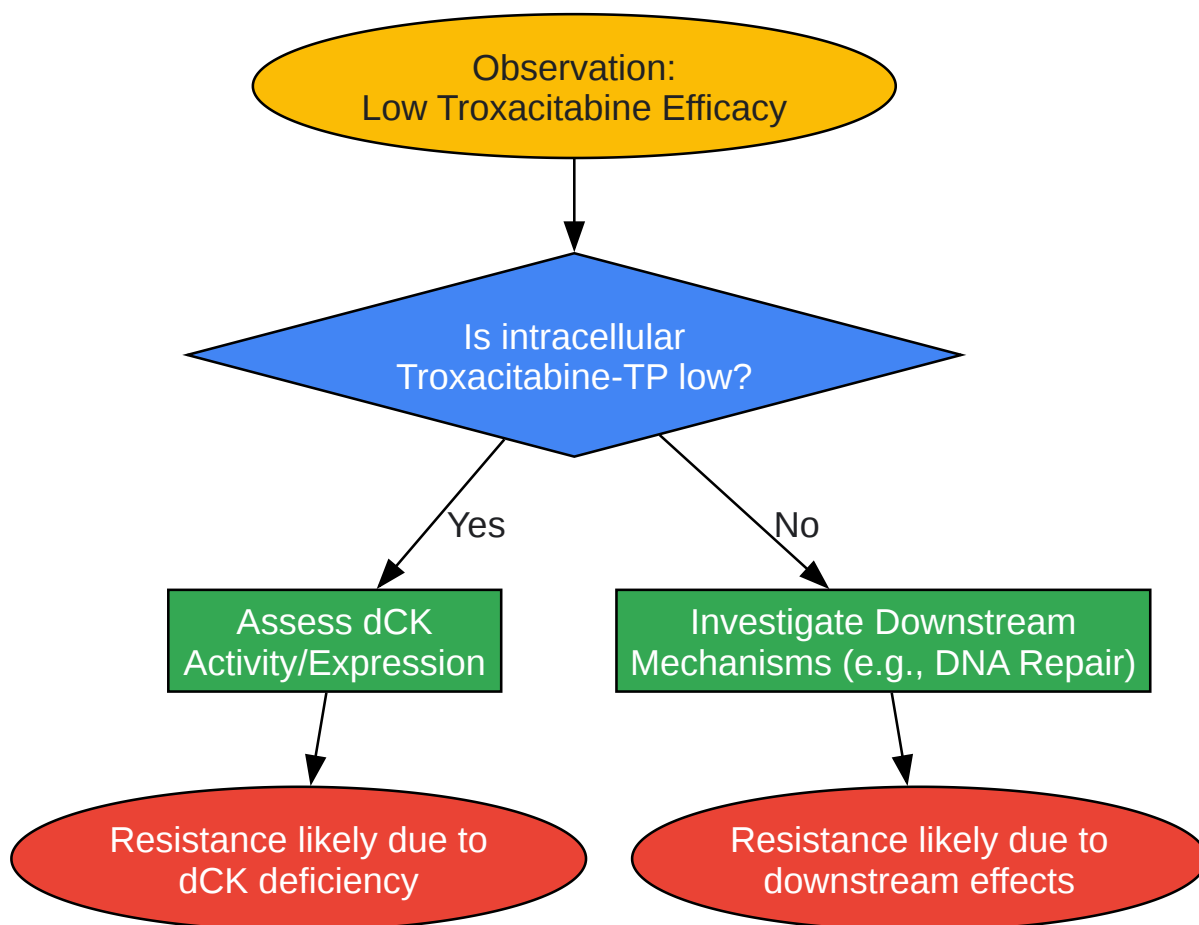 Observation:
Low Troxacitabine Efficacy
Is intracellular
Troxacitabine-TP low?
Yes
No
Assess dCK
Activity/Expression
Investigate Downstream
Mechanisms (e.g., DNA Repair)
Resistance likely due to
dCK deficiency
Resistance likely due to
downstream effects